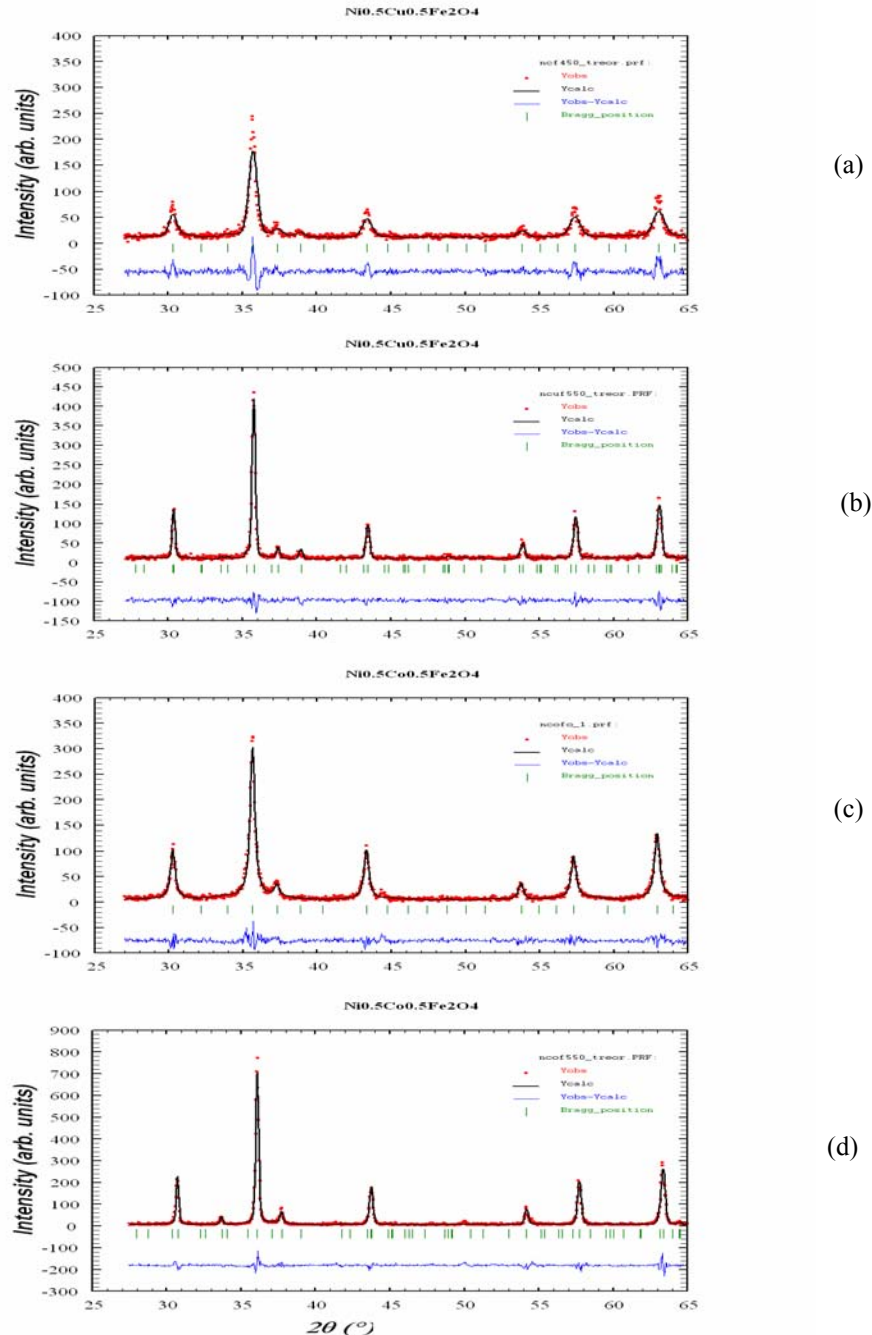 Ni0.5Cu0.5Fe2O4
ncf450_treor.prf:
Yobs
Ycalc
Yobs-Ycalc
Bragg_position
Intensity (arb. units)
400
350
300
250
200
150
100
50
0
-50
-100
25 30 35 40 45 50 55 60 65
(a)
Ni0.5Cu0.5Fe2O4
ncuf550_treor.PRF:
Yobs
Ycalc
Yobs-Ycalc
Bragg_position
Intensity (arb. units)
500
450
400
350
300
250
200
150
100
50
0
-50
-100
-150
25 30 35 40 45 50 55 60 65
(b)
Ni0.5Co0.5Fe2O4
ncofo_1.prf:
Yobs
Ycalc
Yobs-Ycalc
Bragg_position
Intensity (arb. units)
400
350
300
250
200
150
100
50
0
-50
-100
25 30 35 40 45 50 55 60 65
(c)
Ni0.5Co0.5Fe2O4
ncof550_treor.PRF:
Yobs
Ycalc
Yobs-Ycalc
Bragg_position
Intensity (arb. units)
900
800
700
600
500
400
300
200
100
0
-100
-200
-300
25 30 35 40 45 50 55 60 65
(d)
2θ (°)